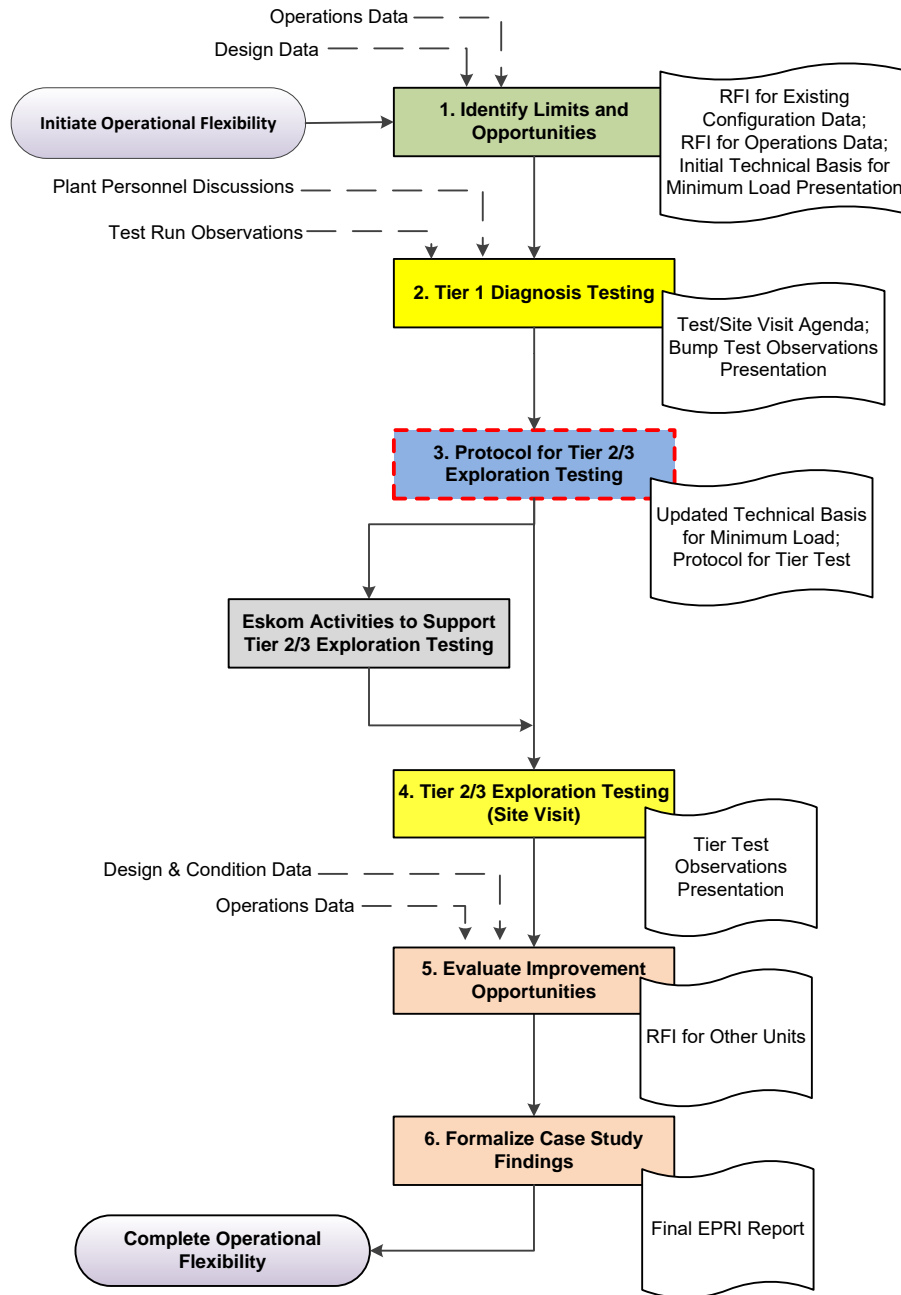 Operations Data
Design Data
Initiate Operational Flexibility
1. Identify Limits and
Opportunities
RFI for Existing
Configuration Data;
RFI for Operations Data;
Initial Technical Basis for
Minimum Load Presentation
Plant Personnel Discussions
Test Run Observations
2. Tier 1 Diagnosis Testing
Test/Site Visit Agenda;
Bump Test Observations
Presentation
3. Protocol for Tier 2/3
Exploration Testing
Updated Technical Basis
for Minimum Load;
Protocol for Tier Test
Eskom Activities to Support
Tier 2/3 Exploration Testing
4. Tier 2/3 Exploration Testing
(Site Visit)
Tier Test
Observations
Presentation
Design & Condition Data
Operations Data
5. Evaluate Improvement
Opportunities
RFI for Other Units
6. Formalize Case Study
Findings
Final EPRI Report
Complete Operational
Flexibility